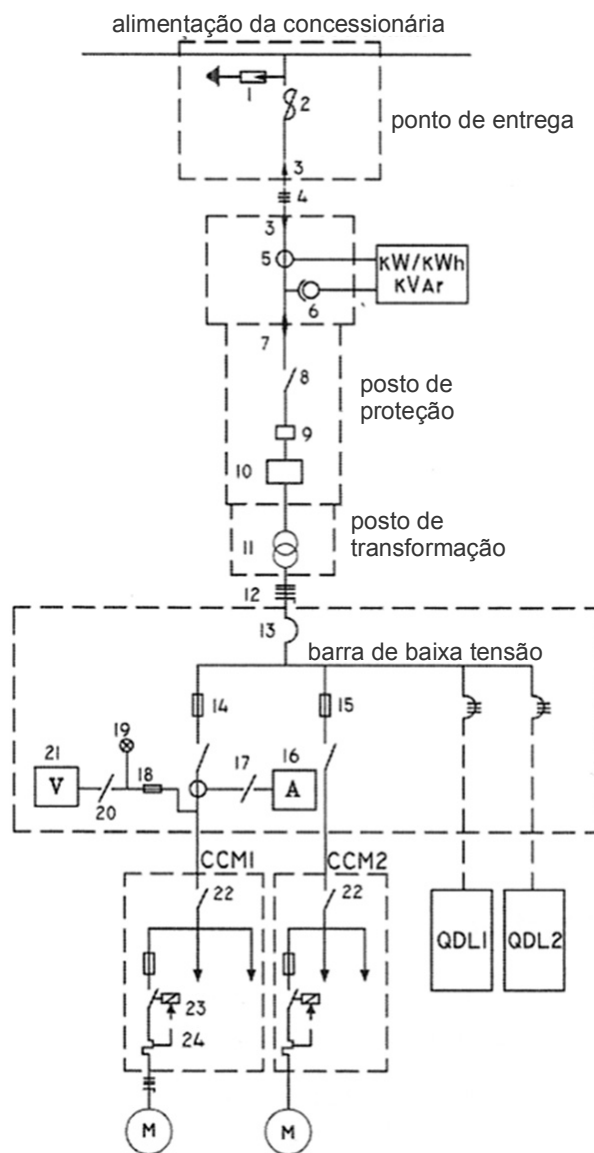 alimentação da concessionária
1
2
ponto de entrega
3
4
3
5
KW/KWh
KVAr
6
7
8
posto de
proteção
9
10
posto de
transformação
11
12
13
barra de baixa tensão
14
15
19
21
18
17
16
V
A
20
CCM1
CCM2
22
22
QDL1
QDL2
23
24
M
M